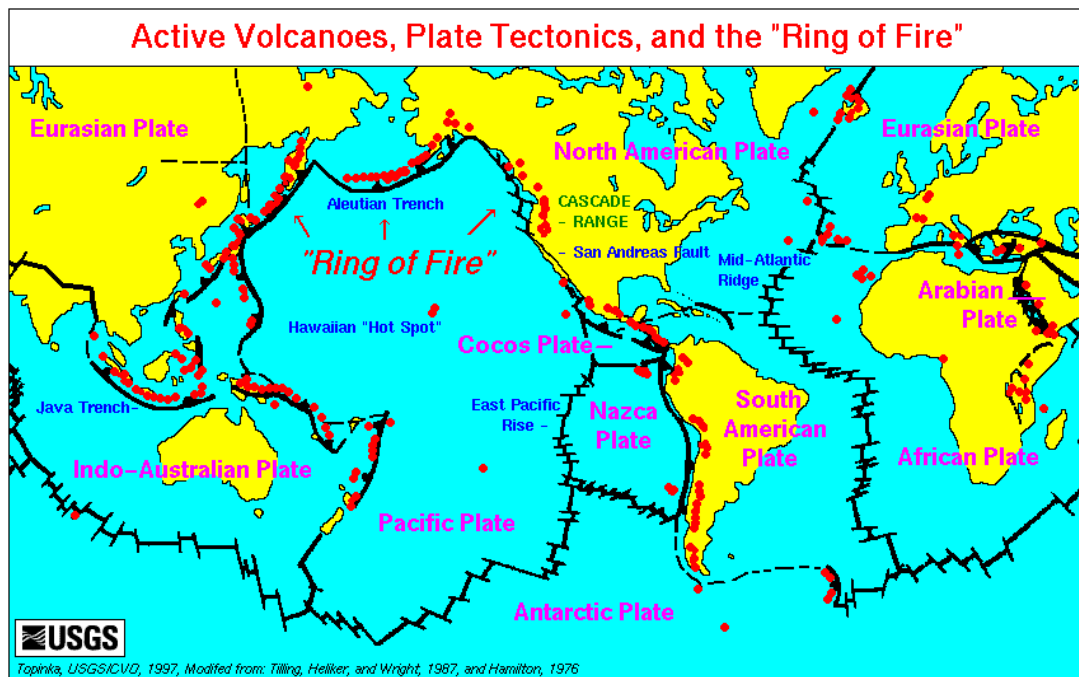 Active Volcanoes, Plate Tectonics, and the "Ring of Fire"
Eurasian Plate
North American Plate
Eurasian Plate
Aleutian Trench
CASCADE
- RANGE
"Ring of Fire"
- San Andreas Fault
Mid-Atlantic
Ridge
Arabian
Plate
Hawaiian "Hot Spot"
Cocos Plate
Java Trench-
East Pacific
Rise -
Nazca
Plate
South
American
Plate
Indo-Australian Plate
African Plate
Pacific Plate
Antarctic Plate
USGS
Topinka, USGS/CVO, 1997, Modifed from: Tilling, Heliker, and Wright, 1987, and Hamilton, 1976